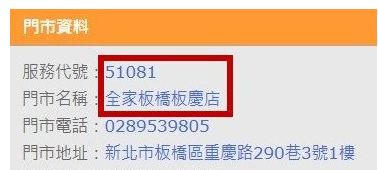 門市資料
服務代號：51081
門市名稱：全家板橋板慶店
門市電話：0289539805
門市地址：新北市板橋區重慶路290巷3號1樓